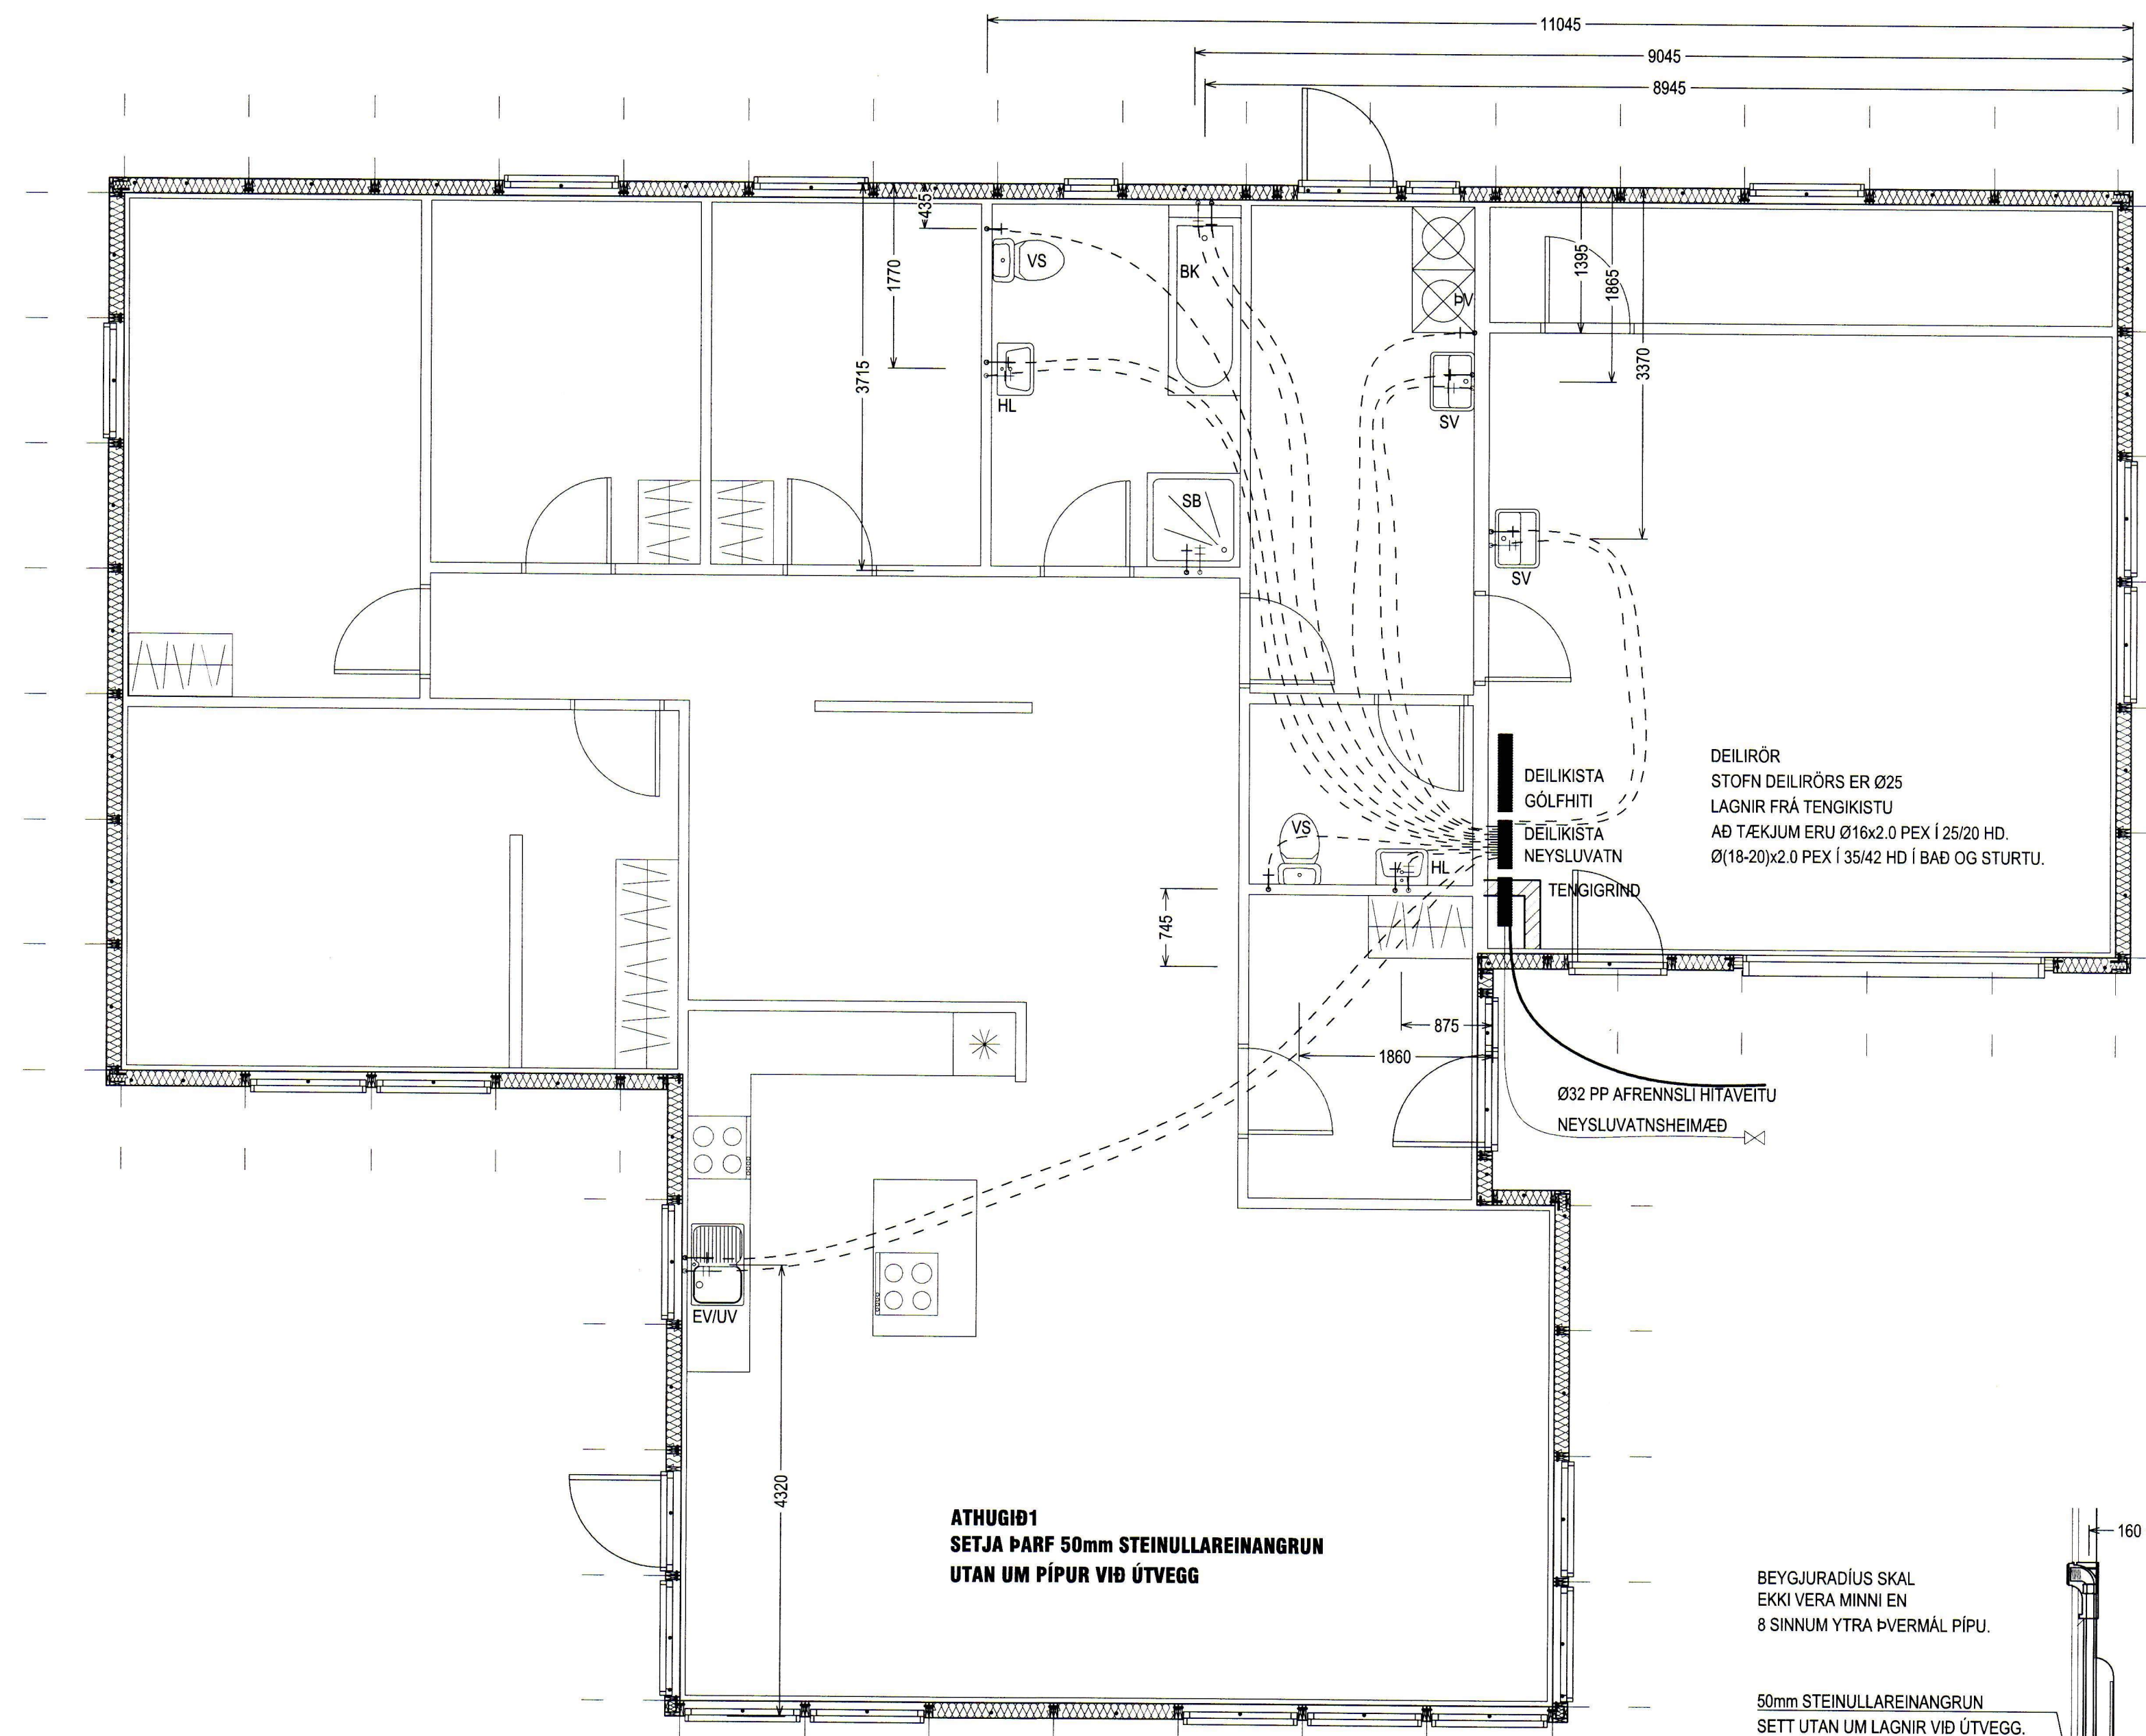 11045
9045
8945
435
1770
3715
1395
1865
3370
VS
BK
ÞV
HL
SV
SB
SV
DEILIKISTA
GÓLFHITI
DEILIKISTA
NEYSLUVATN
TENGIGRIND
DEILIRÖR
STOFN DEILIRÖRS ER Ø25
LAGNIR FRÁ TENGIKISTU
AÐ TÆKJUM ERU Ø16x2.0 PEX Í 25/20 HD.
Ø(18-20)x2.0 PEX Í 35/42 HD Í BAÐ OG STURTU.
VS
HL
745
875
1860
Ø32 PP AFRENNSLI HITAVEITU
NEYSLUVATNSHEIMÆÐ
EV/UV
4320
ATHUGIÐ1
SETJA ÞARF 50mm STEINULLAREINANGRUN
UTAN UM PÍPUR VIÐ ÚTVEGG
160
BEYGJURADÍUS SKAL
EKKI VERA MINNI EN
8 SINNUM YTRA ÞVERMÁL PÍPU.
50mm STEINULLAREINANGRUN
SETT UTAN UM LAGNIR VIÐ ÚTVEGG.